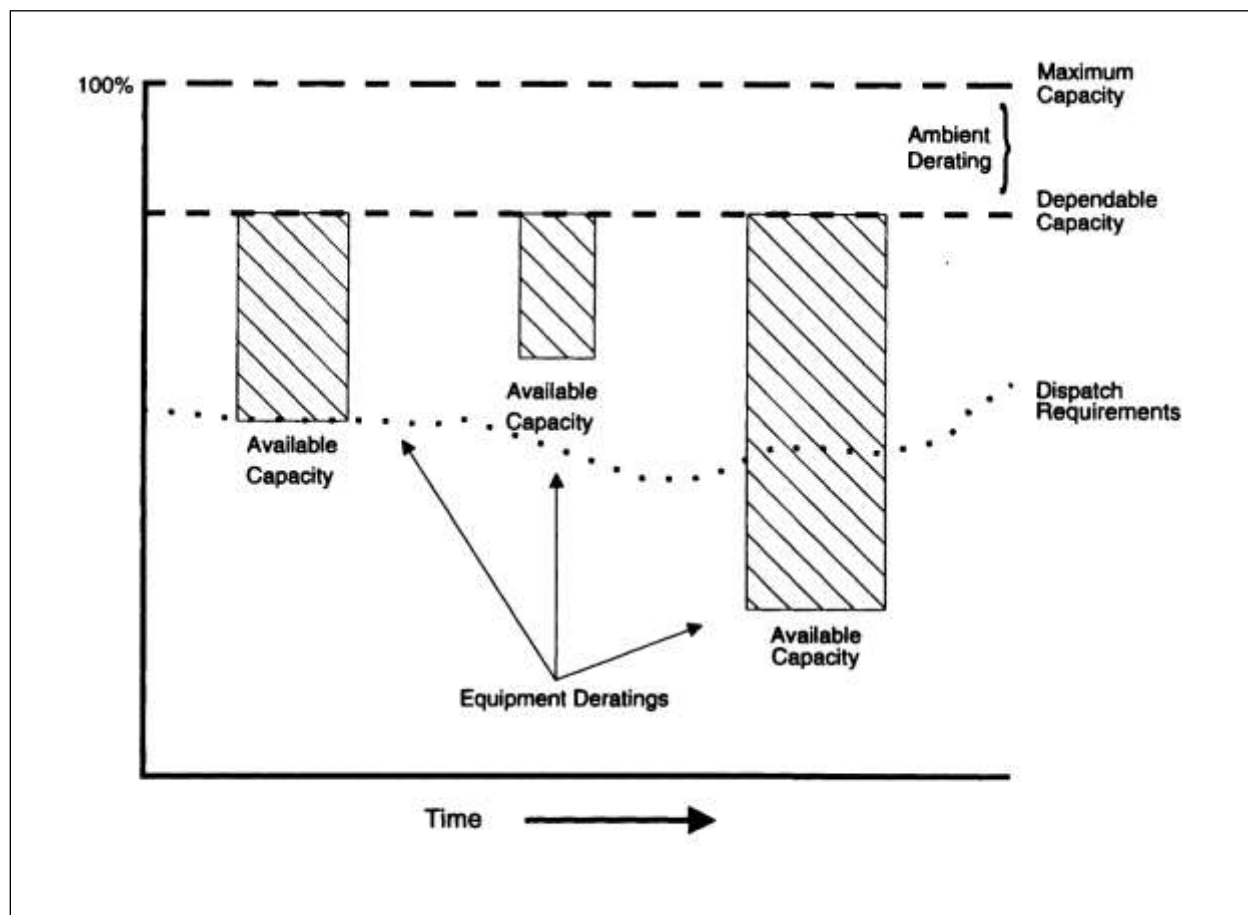 100%
Maximum
Capacity
Ambient
Derating
Dependable
Capacity
Available
Capacity
Dispatch
Requirements
Available
Capacity
Available
Capacity
Equipment Deratings
Time